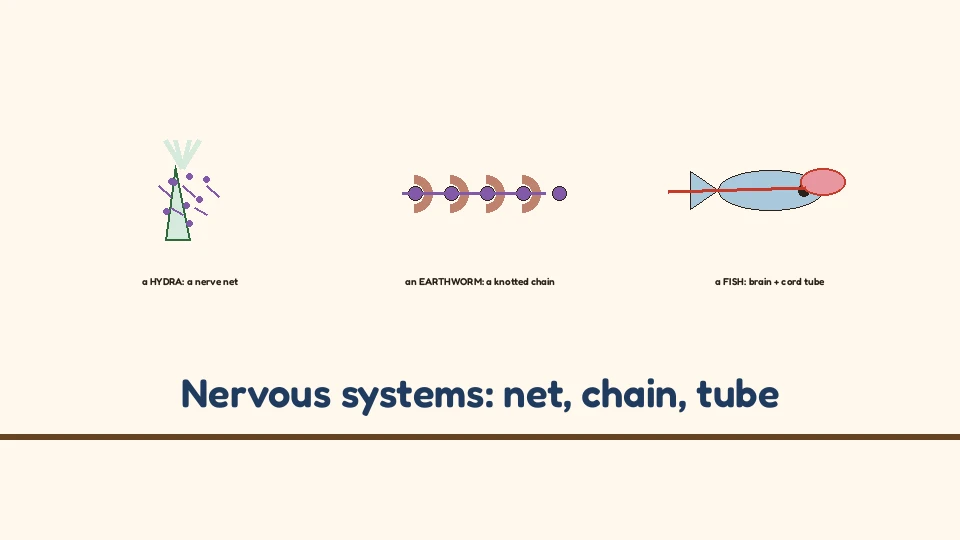 a HYDRA: a nerve net
an EARTHWORM: a knotted chain
a FISH: brain + cord tube
Nervous systems: net, chain, tube